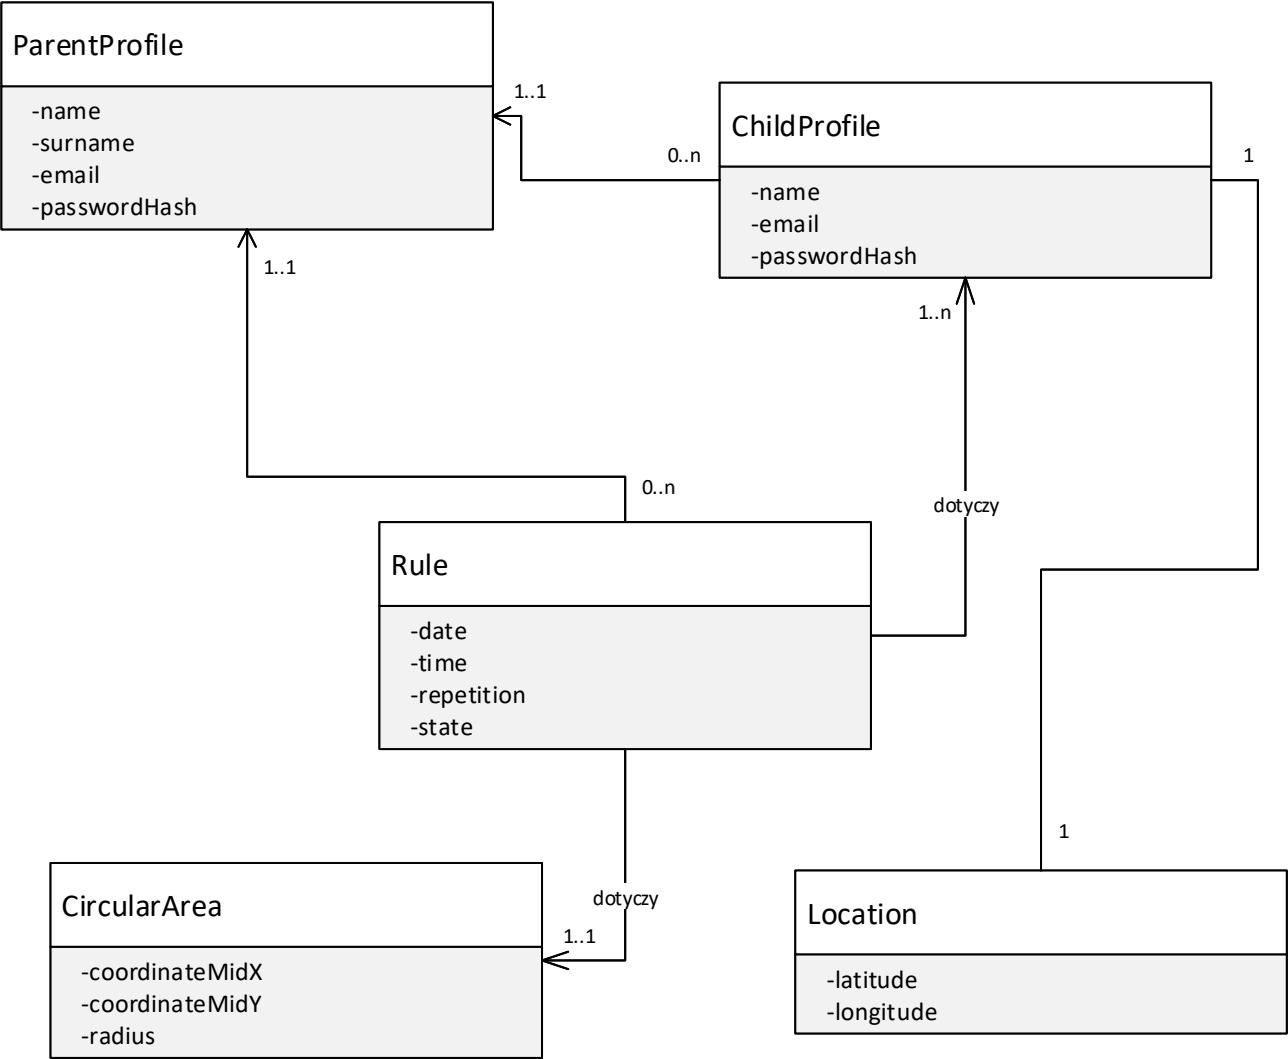 ParentProfile
-name
-surname
-email
-passwordHash
1..1
0..n
ChildProfile
-name
-email
-passwordHash
1
1..1
1..n
0..n
dotyczy
Rule
-date
-time
-repetition
-state
1
dotyczy
1..1
CircularArea
-coordinateMidX
-coordinateMidY
-radius
Location
-latitude
-longitude